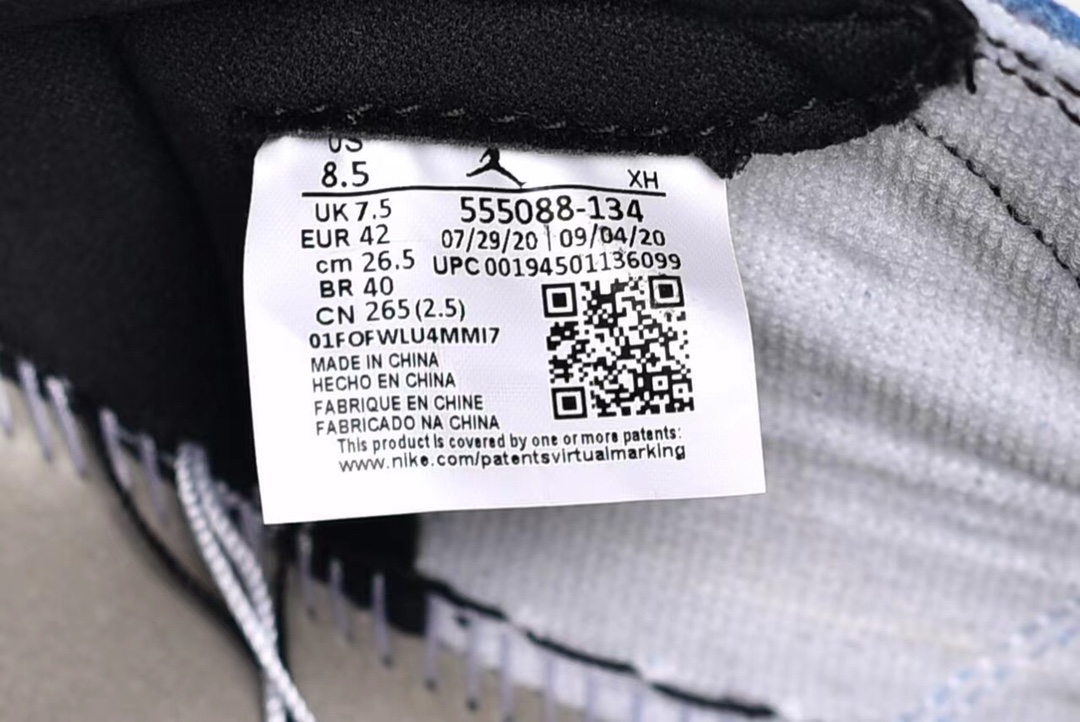 US
8.5
XH
UK 7.5
555088-134
EUR 42
07/29/20 | 09/04/20
cm 26.5
UPC 00194501136099
BR 40
CN 265 (2.5)
01FOFWLU4MMI7
MADE IN CHINA
HECHO EN CHINA
FABRIQUE EN CHINE
FABRICADO NA CHINA
This product is covered by one or more patents:
www.nike.com/patentsvirtualmarking